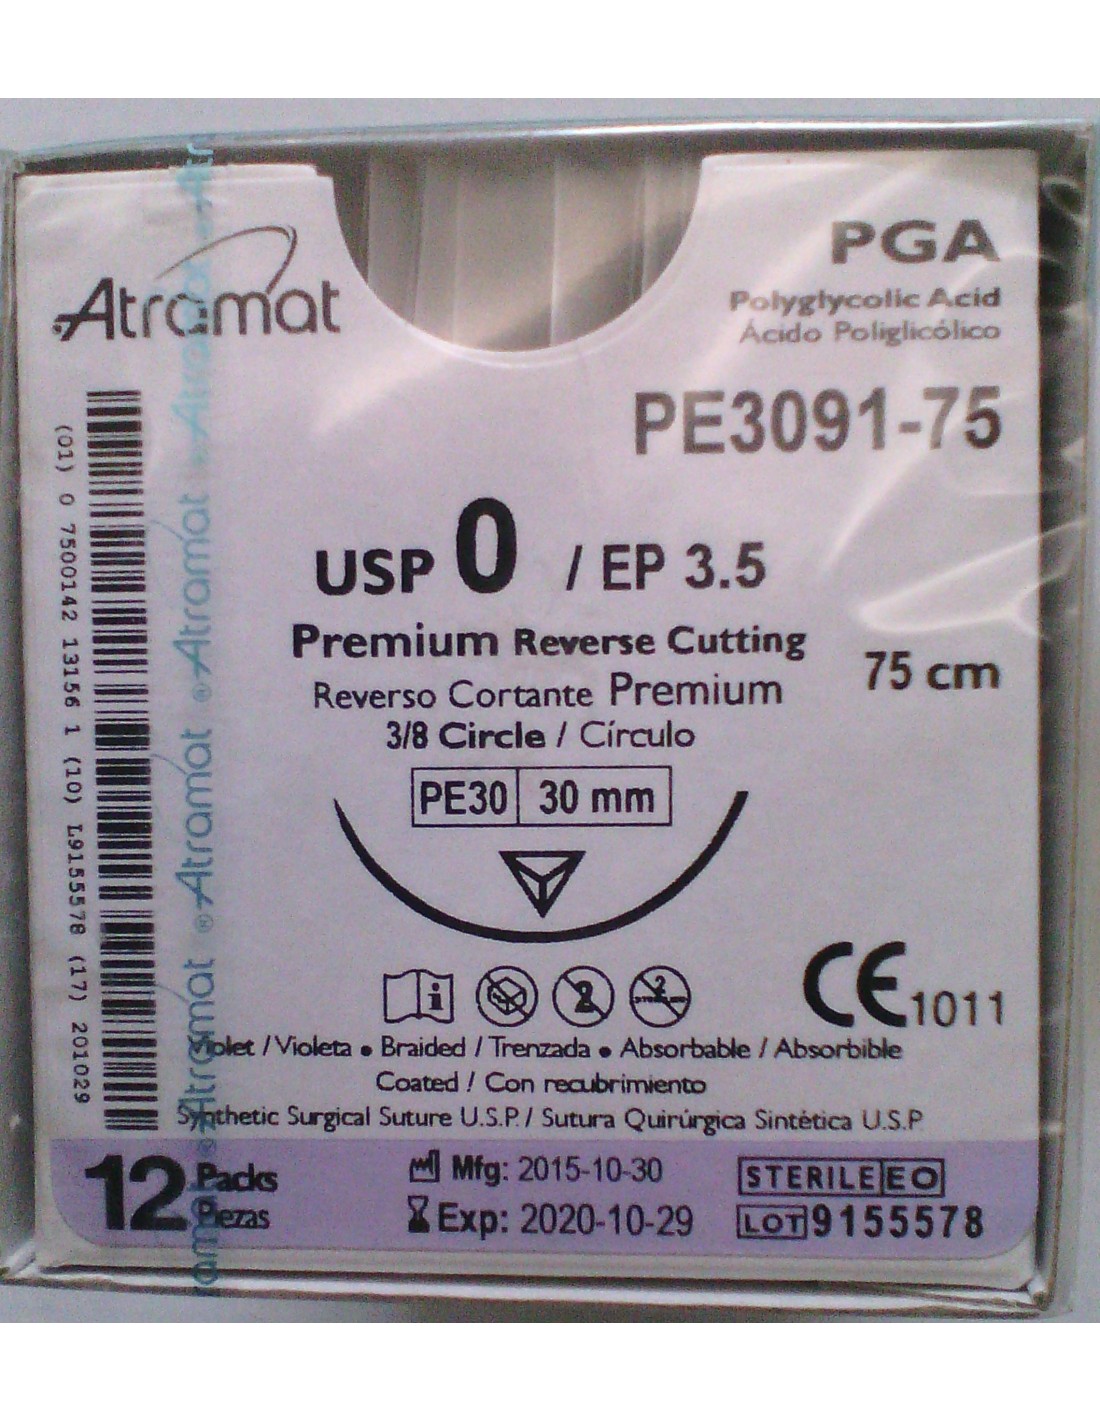 Atramat
PGA
Polyglycolic Acid
Ácido Poliglicólico
PE3091-75
USP 0 / EP 3.5
Premium Reverse Cutting
Reverso Cortante Premium
75 cm
3/8 Circle / Círculo
PE30 30 mm
CE 1011
Violet / Violeta • Braided / Trenzada • Absorbable / Absorbible
Coated / Con recubrimiento
Synthetic Surgical Suture U.S.P. / Sutura Quirúrgica Sintética U.S.P
12 Packs
Piezas
Mfg: 2015-10-30
Exp: 2020-10-29
STERILE EO
LOT 9155578
(01) 0 7500142 13156 1 (10) L9155578 (17) 201029
Atramat ® Atramat ® Atramat ® Atramat